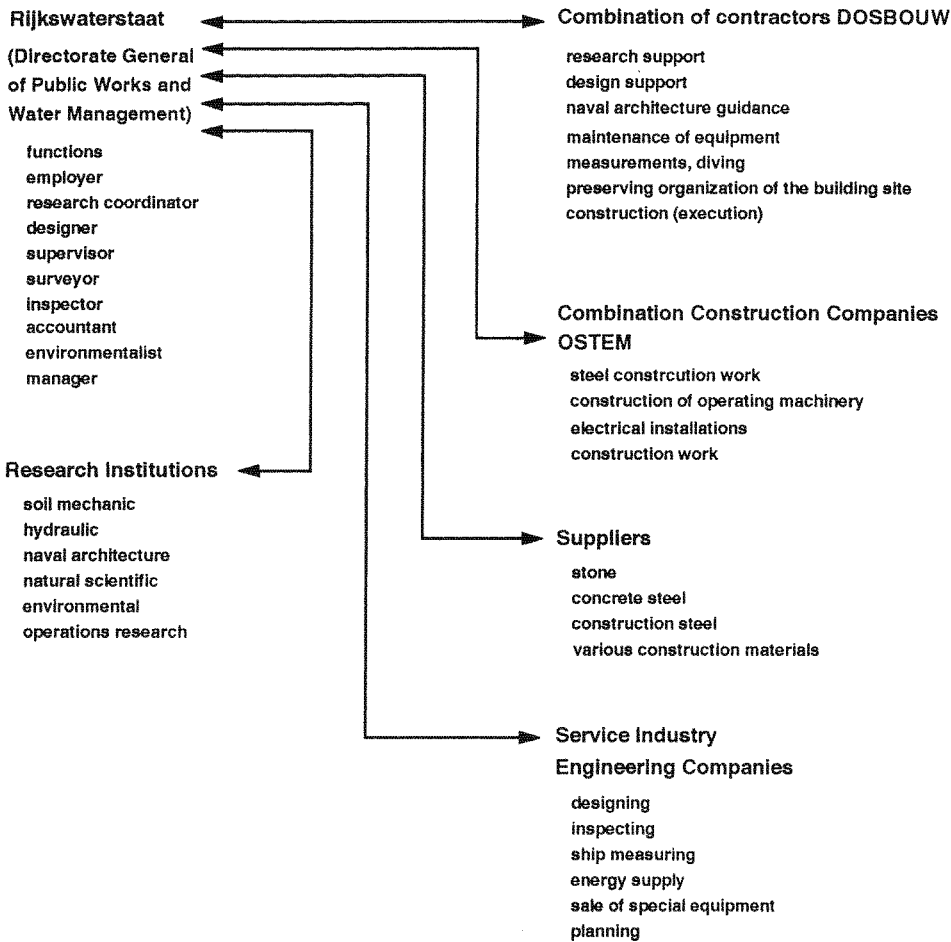 Rijkswaterstaat
(Directorate General
of Public Works and
Water Management)
functions
employer
research coordinator
designer
supervisor
surveyor
inspector
accountant
environmentalist
manager
Research Institutions
soil mechanic
hydraulic
naval architecture
natural scientific
environmental
operations research
Combination of contractors DOSBOUW
research support
design support
naval architecture guidance
maintenance of equipment
measurements, diving
preserving organization of the building site
construction (execution)
Combination Construction Companies
OSTEM
steel constrcution work
construction of operating machinery
electrical installations
construction work
Suppliers
stone
concrete steel
construction steel
various construction materials
Service Industry
Engineering Companies
designing
inspecting
ship measuring
energy supply
sale of special equipment
planning